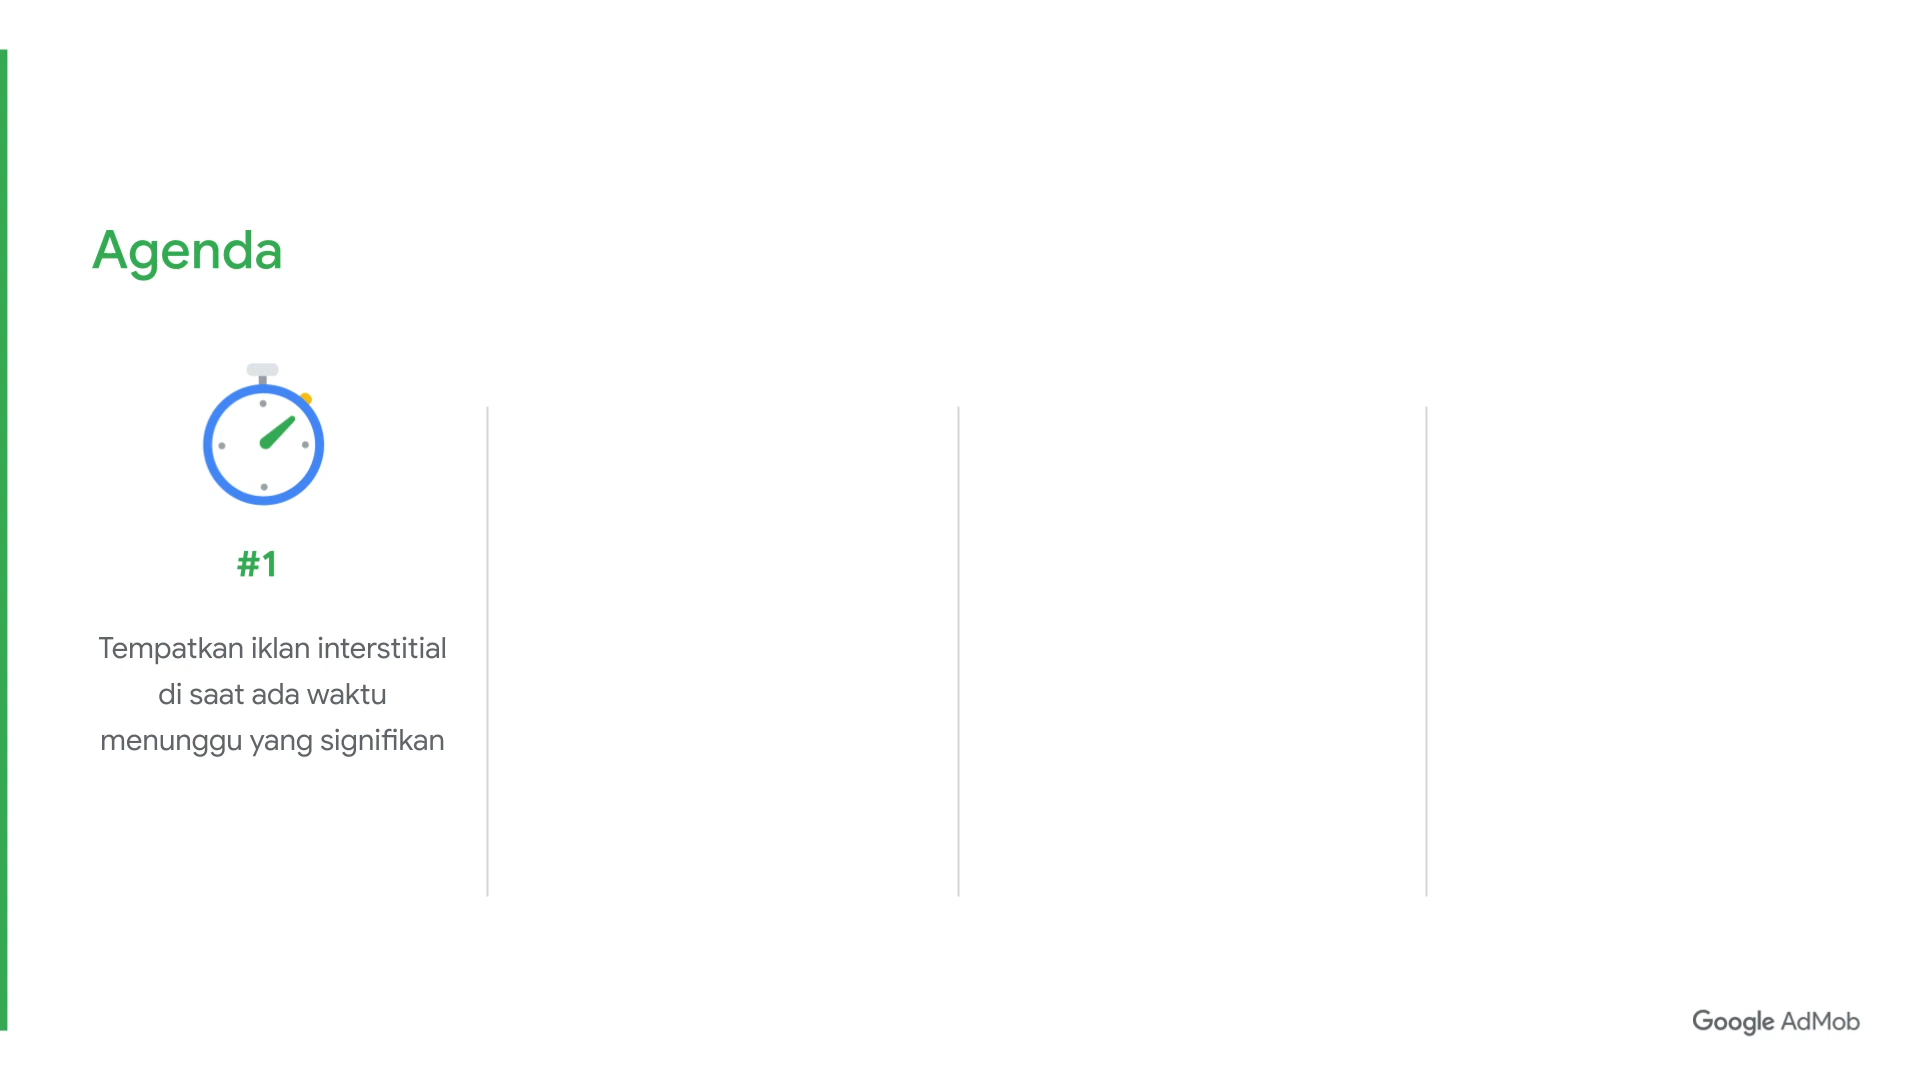 Agenda
#1
Tempatkan iklan interstitial
di saat ada waktu
menunggu yang signifikan
Google AdMob